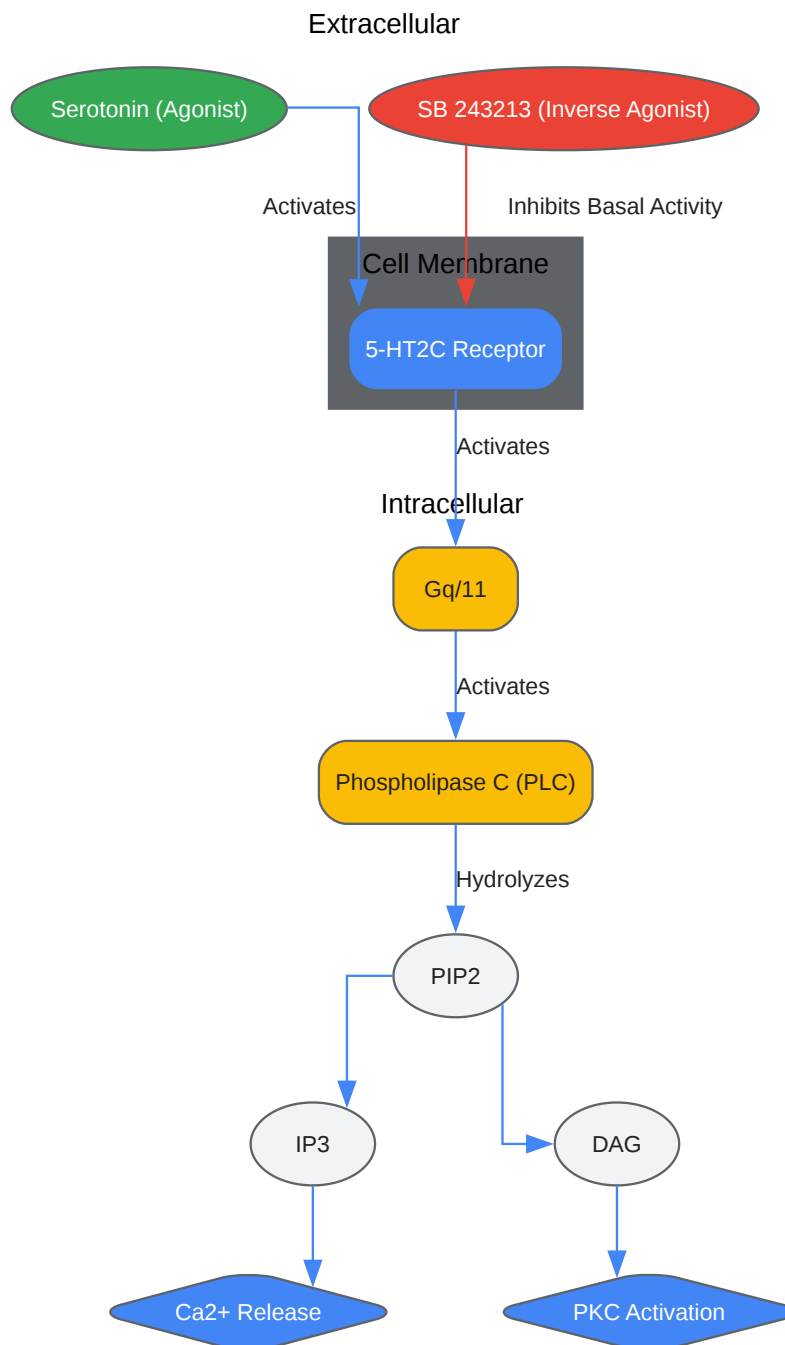 Extracellular
Serotonin (Agonist)
SB 243213 (Inverse Agonist)
Activates
Inhibits Basal Activity
Cell Membrane
5-HT2C Receptor
Activates
Intracellular
Gq/11
Activates
Phospholipase C (PLC)
Hydrolyzes
PIP2
IP3
DAG
Ca2+ Release
PKC Activation